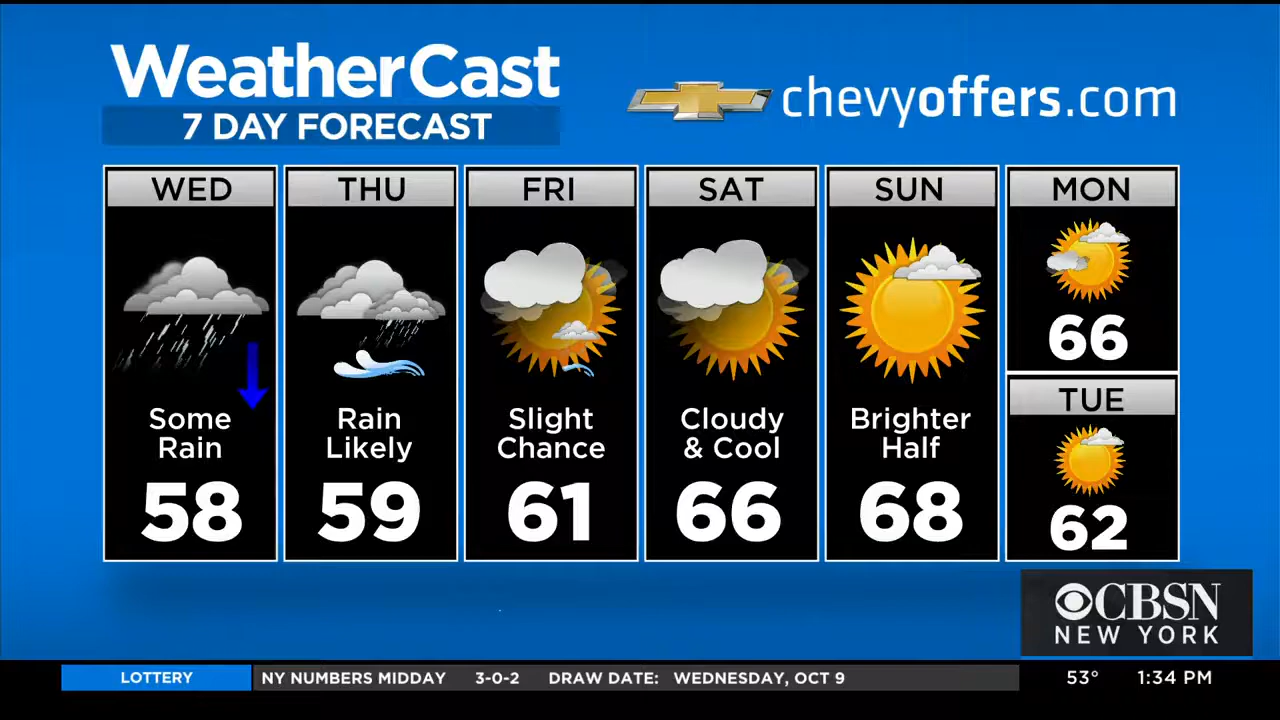 WeatherCast
7 DAY FORECAST
chevyoffers.com
WED
Some
Rain
58
THU
Rain
Likely
59
FRI
Slight
Chance
61
SAT
Cloudy
& Cool
66
SUN
Brighter
Half
68
MON
66
TUE
62
CBSN
NEW YORK
LOTTERY NY NUMBERS MIDDAY 3-0-2 DRAW DATE: WEDNESDAY, OCT 9 53° 1:34 PM